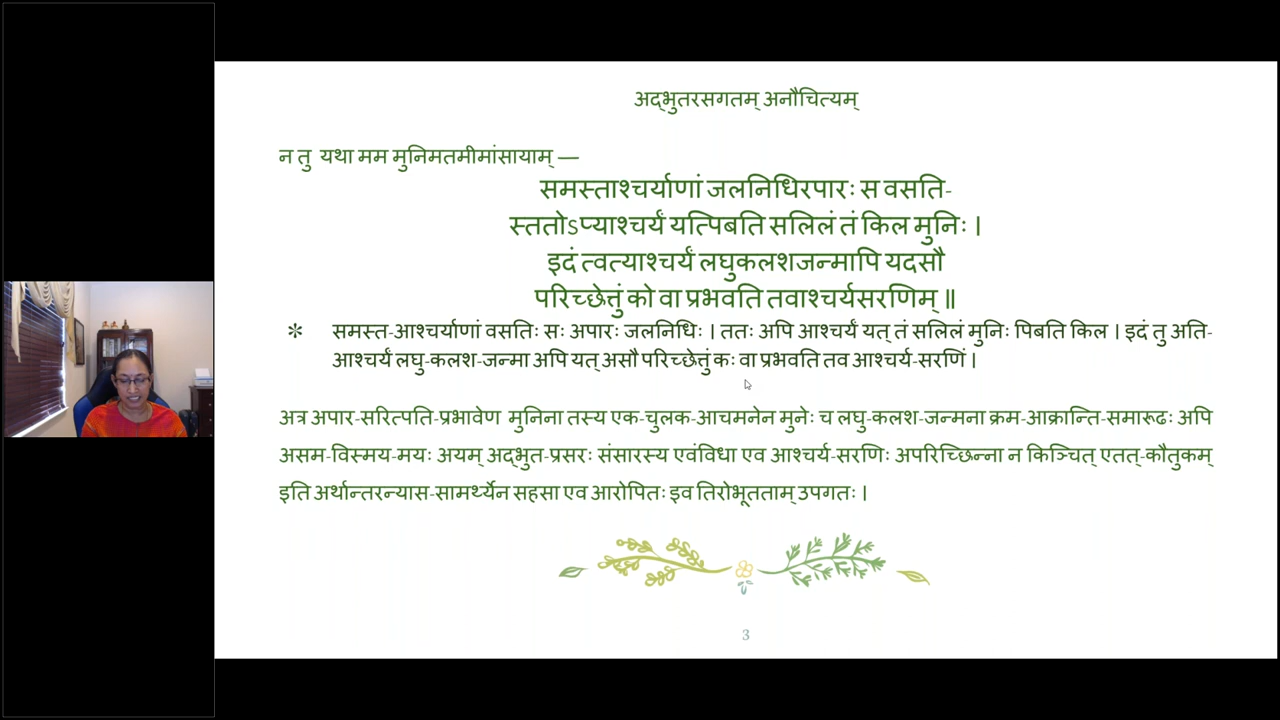 अद्भुतरसगतम् अनौचित्यम्
न तु यथा मम मुनिमतमीमांसायाम् —
समस्ताश्चर्याणां जलनिधिरपारः स वसति-
स्ततोऽप्याश्चर्यं यत्पिबति सलिलं तं किल मुनिः ।
इदं त्वत्याश्चर्यं लघुकलशजन्मापि यदसौ
परिच्छेत्तुं को वा प्रभवति तवाश्चर्यसरणिम् ॥
* समस्त-आश्चर्याणां वसतिः सः अपारः जलनिधिः । ततः अपि आश्चर्यं यत् तं सलिलं मुनिः पिबति किल । इदं तु अति-
आश्चर्यं लघु-कलश-जन्मा अपि यत् असौ परिच्छेत्तुं कः वा प्रभवति तव आश्चर्य-सरणिं ।
अत्र अपार-सरित्पति-प्रभावेण मुनिना तस्य एक-चुलक-आचमनेन मुनेः च लघु-कलश-जन्मना क्रम-आक्रान्ति-समारूढः अपि
असम-विस्मय-मयः अयम् अद्भुत-प्रसरः संसारस्य एवंविधा एव आश्चर्य-सरणिः अपरिच्छिन्ना न किञ्चित् एतत्-कौतुकम्
इति अर्थान्तरन्यास-सामर्थ्येन सहसा एव आरोपितः इव तिरोभूतताम् उपगतः ।
3